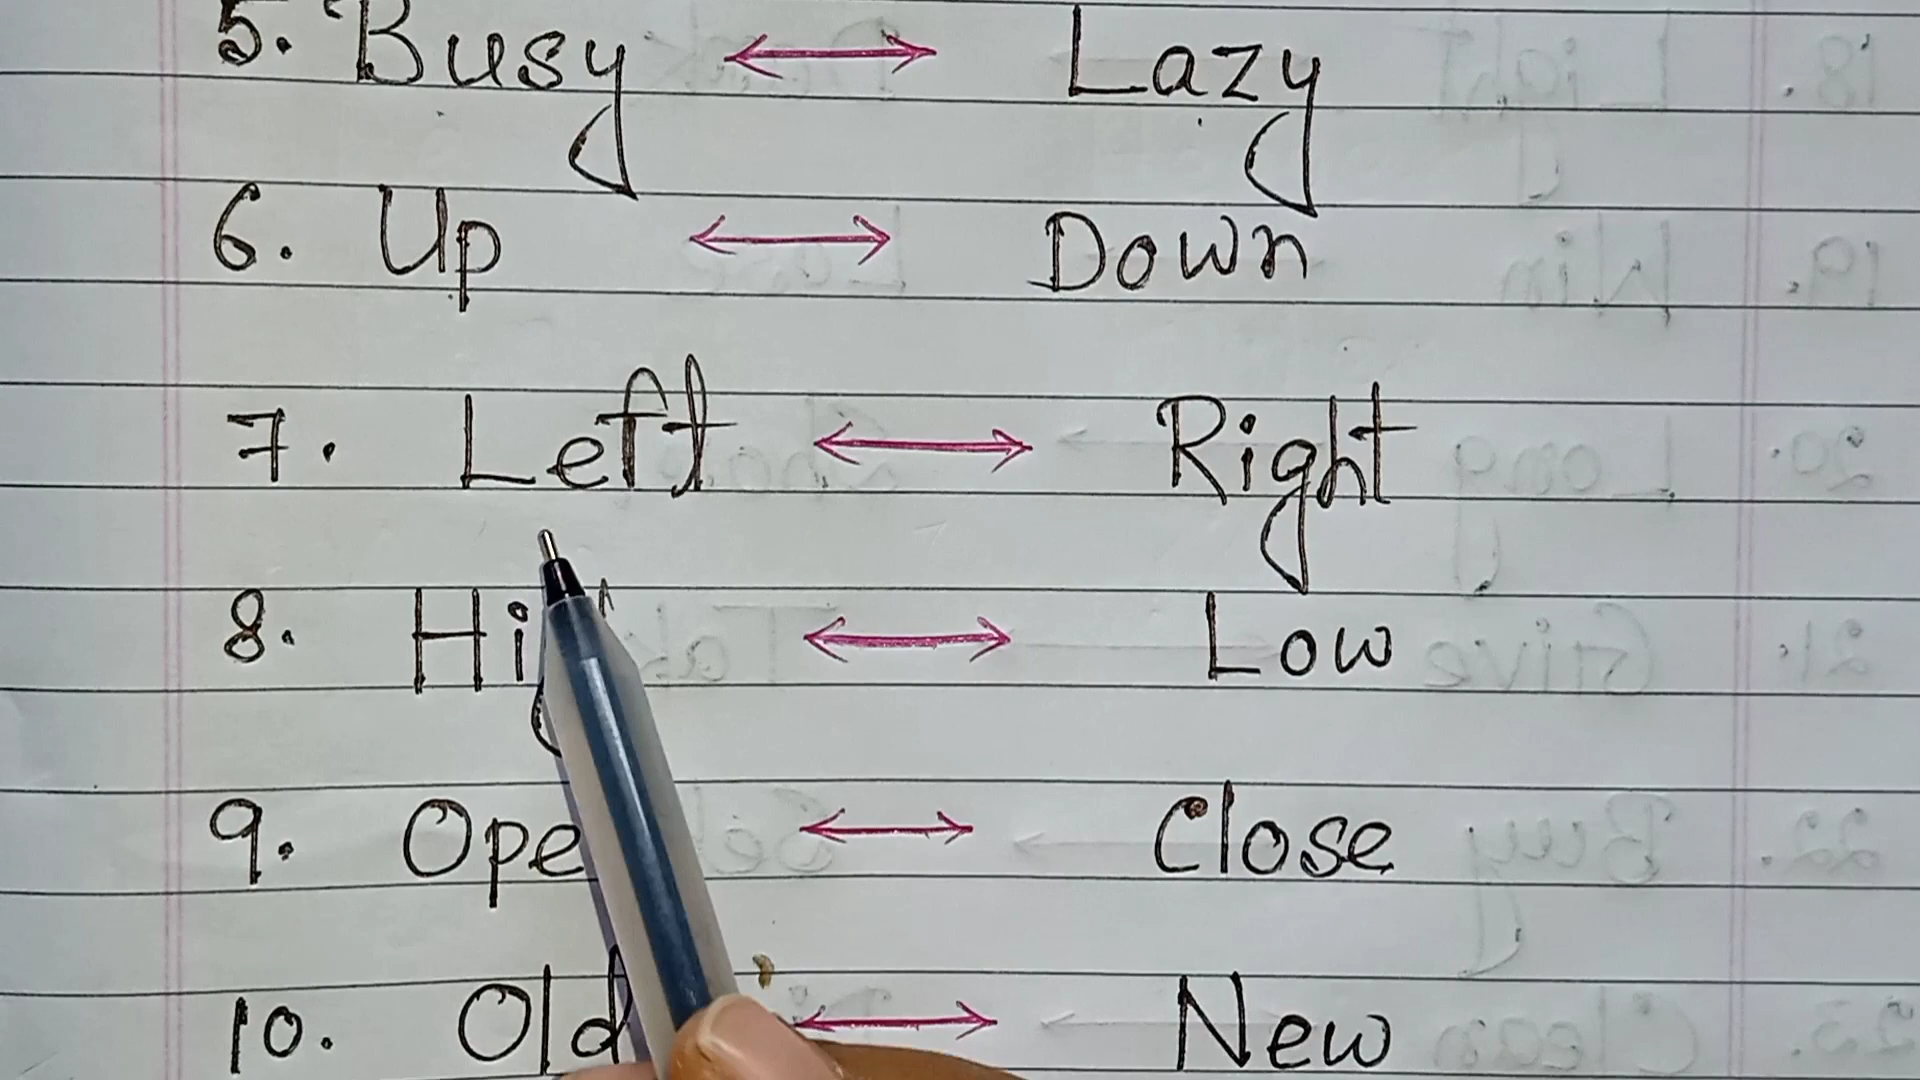 5. Busy ↔ Lazy
6. Up ↔ Down
7. Left ↔ Right
8. Hi ↔ Low
9. Ope ↔ Close
10. Old ↔ New